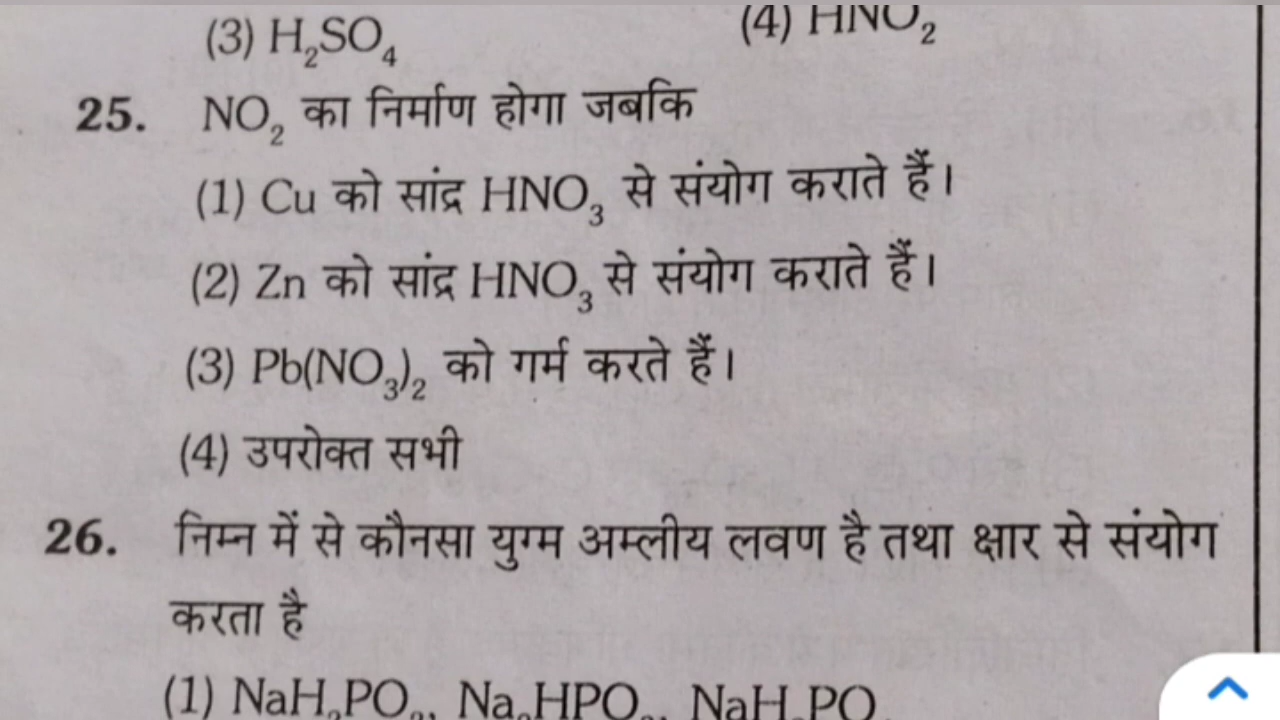 (3) H₂SO₄ (4) HNO₂
25. NO₂ का निर्माण होगा जबकि
(1) Cu को सांद्र HNO₃ से संयोग कराते हैं।
(2) Zn को सांद्र HNO₃ से संयोग कराते हैं।
(3) Pb(NO₃)₂ को गर्म करते हैं।
(4) उपरोक्त सभी
26. निम्न में से कौनसा युग्म अम्लीय लवण है तथा क्षार से संयोग
करता है
(1)